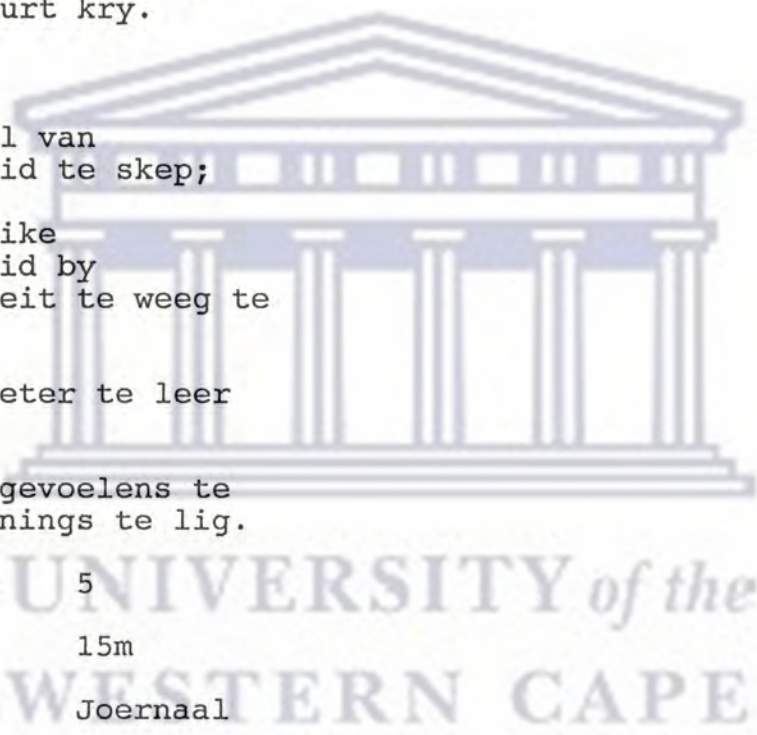 urt kry.
l van
id te skep;
ike
id by
eit te weeg te
eter te leer
gevoelens te
nings te lig.
5
15m
Joernaal
UNIVERSITY of the
WESTERN CAPE